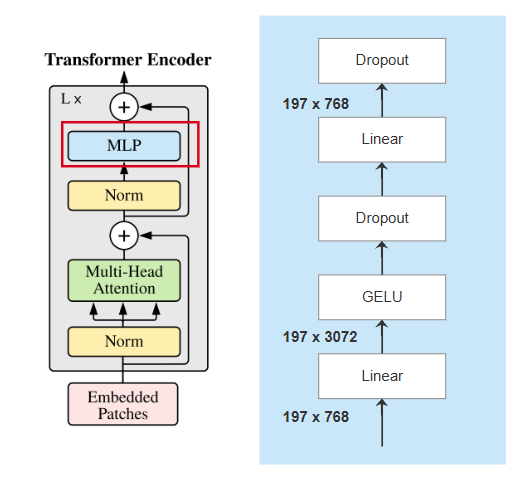 Transformer Encoder
L x
+
MLP
Norm
+
Multi-Head
Attention
Norm
Embedded
Patches
Dropout
197 x 768
Linear
Dropout
GELU
197 x 3072
Linear
197 x 768